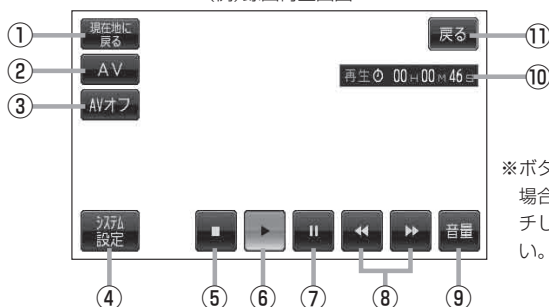 ① 現在地に
戻る
戻る ⑪
② AV
再生 00H00M46S ⑩
③ AVオフ
※ボタ
場合
チし
い。
④ システム
設定
音量
⑤ ⑥ ⑦ ⑧ ⑨